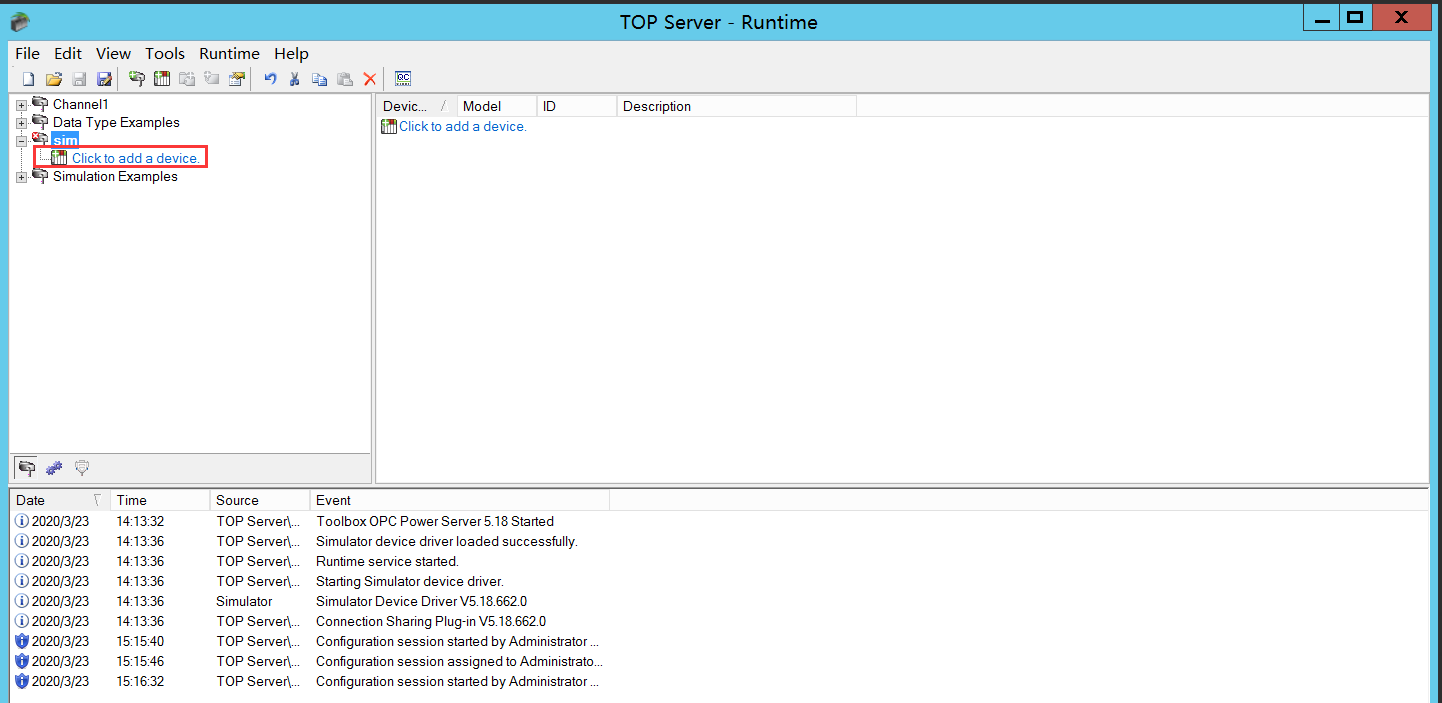 TOP Server - Runtime
File Edit View Tools Runtime Help
Channel1
Data Type Examples
sim
Click to add a device.
Simulation Examples
Devic... Model ID Description
Click to add a device.
Date Time Source Event
2020/3/23 14:13:32 TOP Server\... Toolbox OPC Power Server 5.18 Started
2020/3/23 14:13:36 TOP Server\... Simulator device driver loaded successfully.
2020/3/23 14:13:36 TOP Server\... Runtime service started.
2020/3/23 14:13:36 TOP Server\... Starting Simulator device driver.
2020/3/23 14:13:36 Simulator Simulator Device Driver V5.18.662.0
2020/3/23 14:13:36 TOP Server\... Connection Sharing Plug-in V5.18.662.0
2020/3/23 15:15:40 TOP Server\... Configuration session started by Administrator ...
2020/3/23 15:15:46 TOP Server\... Configuration session assigned to Administrato...
2020/3/23 15:16:32 TOP Server\... Configuration session started by Administrator ...